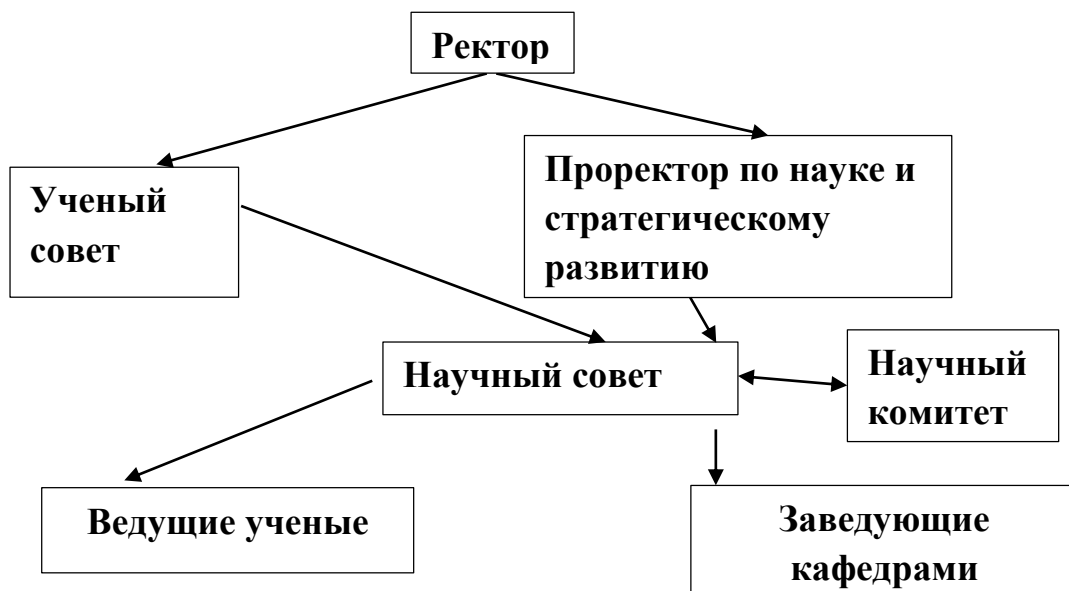 Ректор
Ученый
совет
Проректор по науке и
стратегическому
развитию
Научный совет
Научный
комитет
Ведущие ученые
Заведующие
кафедрами